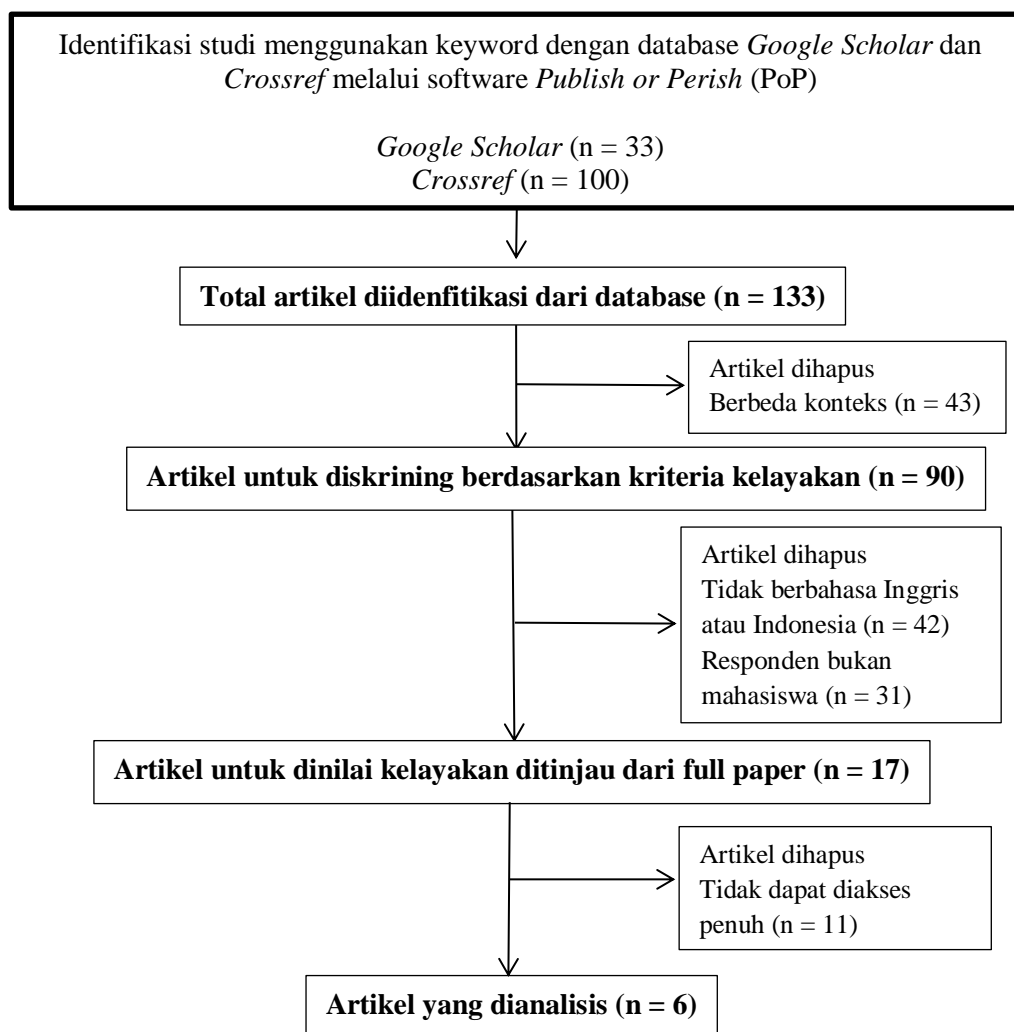 Identifikasi studi menggunakan keyword dengan database Google Scholar dan
Crossref melalui software Publish or Perish (PoP)
Google Scholar (n = 33)
Crossref (n = 100)
Total artikel diidenfitikasi dari database (n = 133)
Artikel dihapus
Berbeda konteks (n = 43)
Artikel untuk diskrining berdasarkan kriteria kelayakan (n = 90)
Artikel dihapus
Tidak berbahasa Inggris
atau Indonesia (n = 42)
Responden bukan
mahasiswa (n = 31)
Artikel untuk dinilai kelayakan ditinjau dari full paper (n = 17)
Artikel dihapus
Tidak dapat diakses
penuh (n = 11)
Artikel yang dianalisis (n = 6)